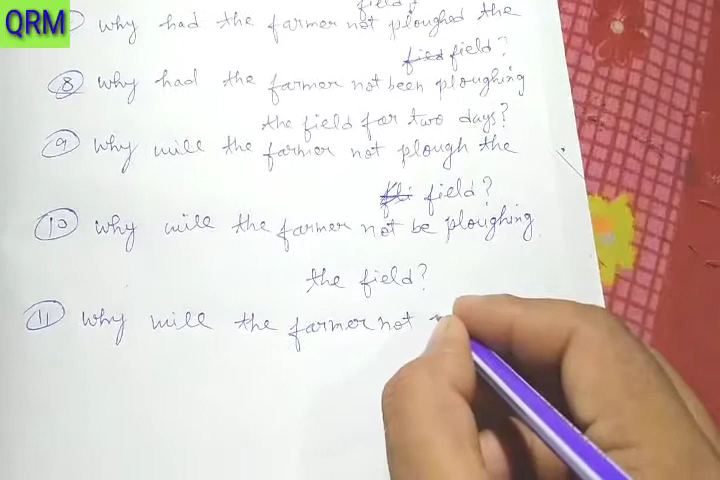 QRM
field?
why had the farmer not ploughed the
field?
8 why had the farmer not been ploughing
the field for two days?
9 why will the farmer not plough the
field?
10 why will the farmer not be ploughing
the field?
11 why will the farmer not